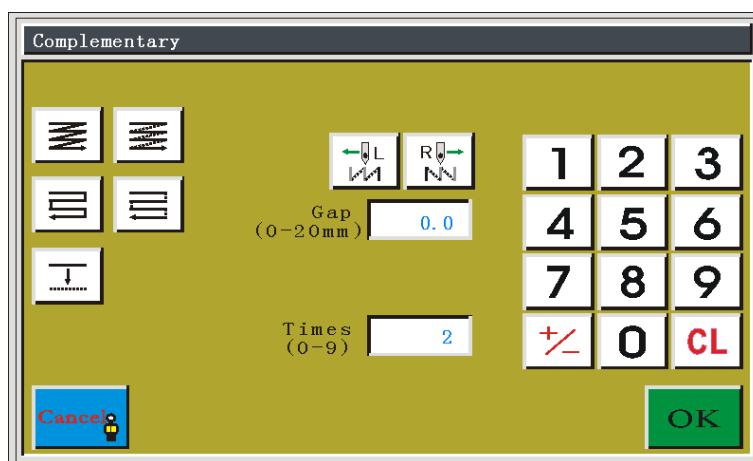 Complementary
L R
Gap
(0-20mm) 0.0
Times
(0-9) 2
1 2 3
4 5 6
7 8 9
+/- 0 CL
Cancel
OK